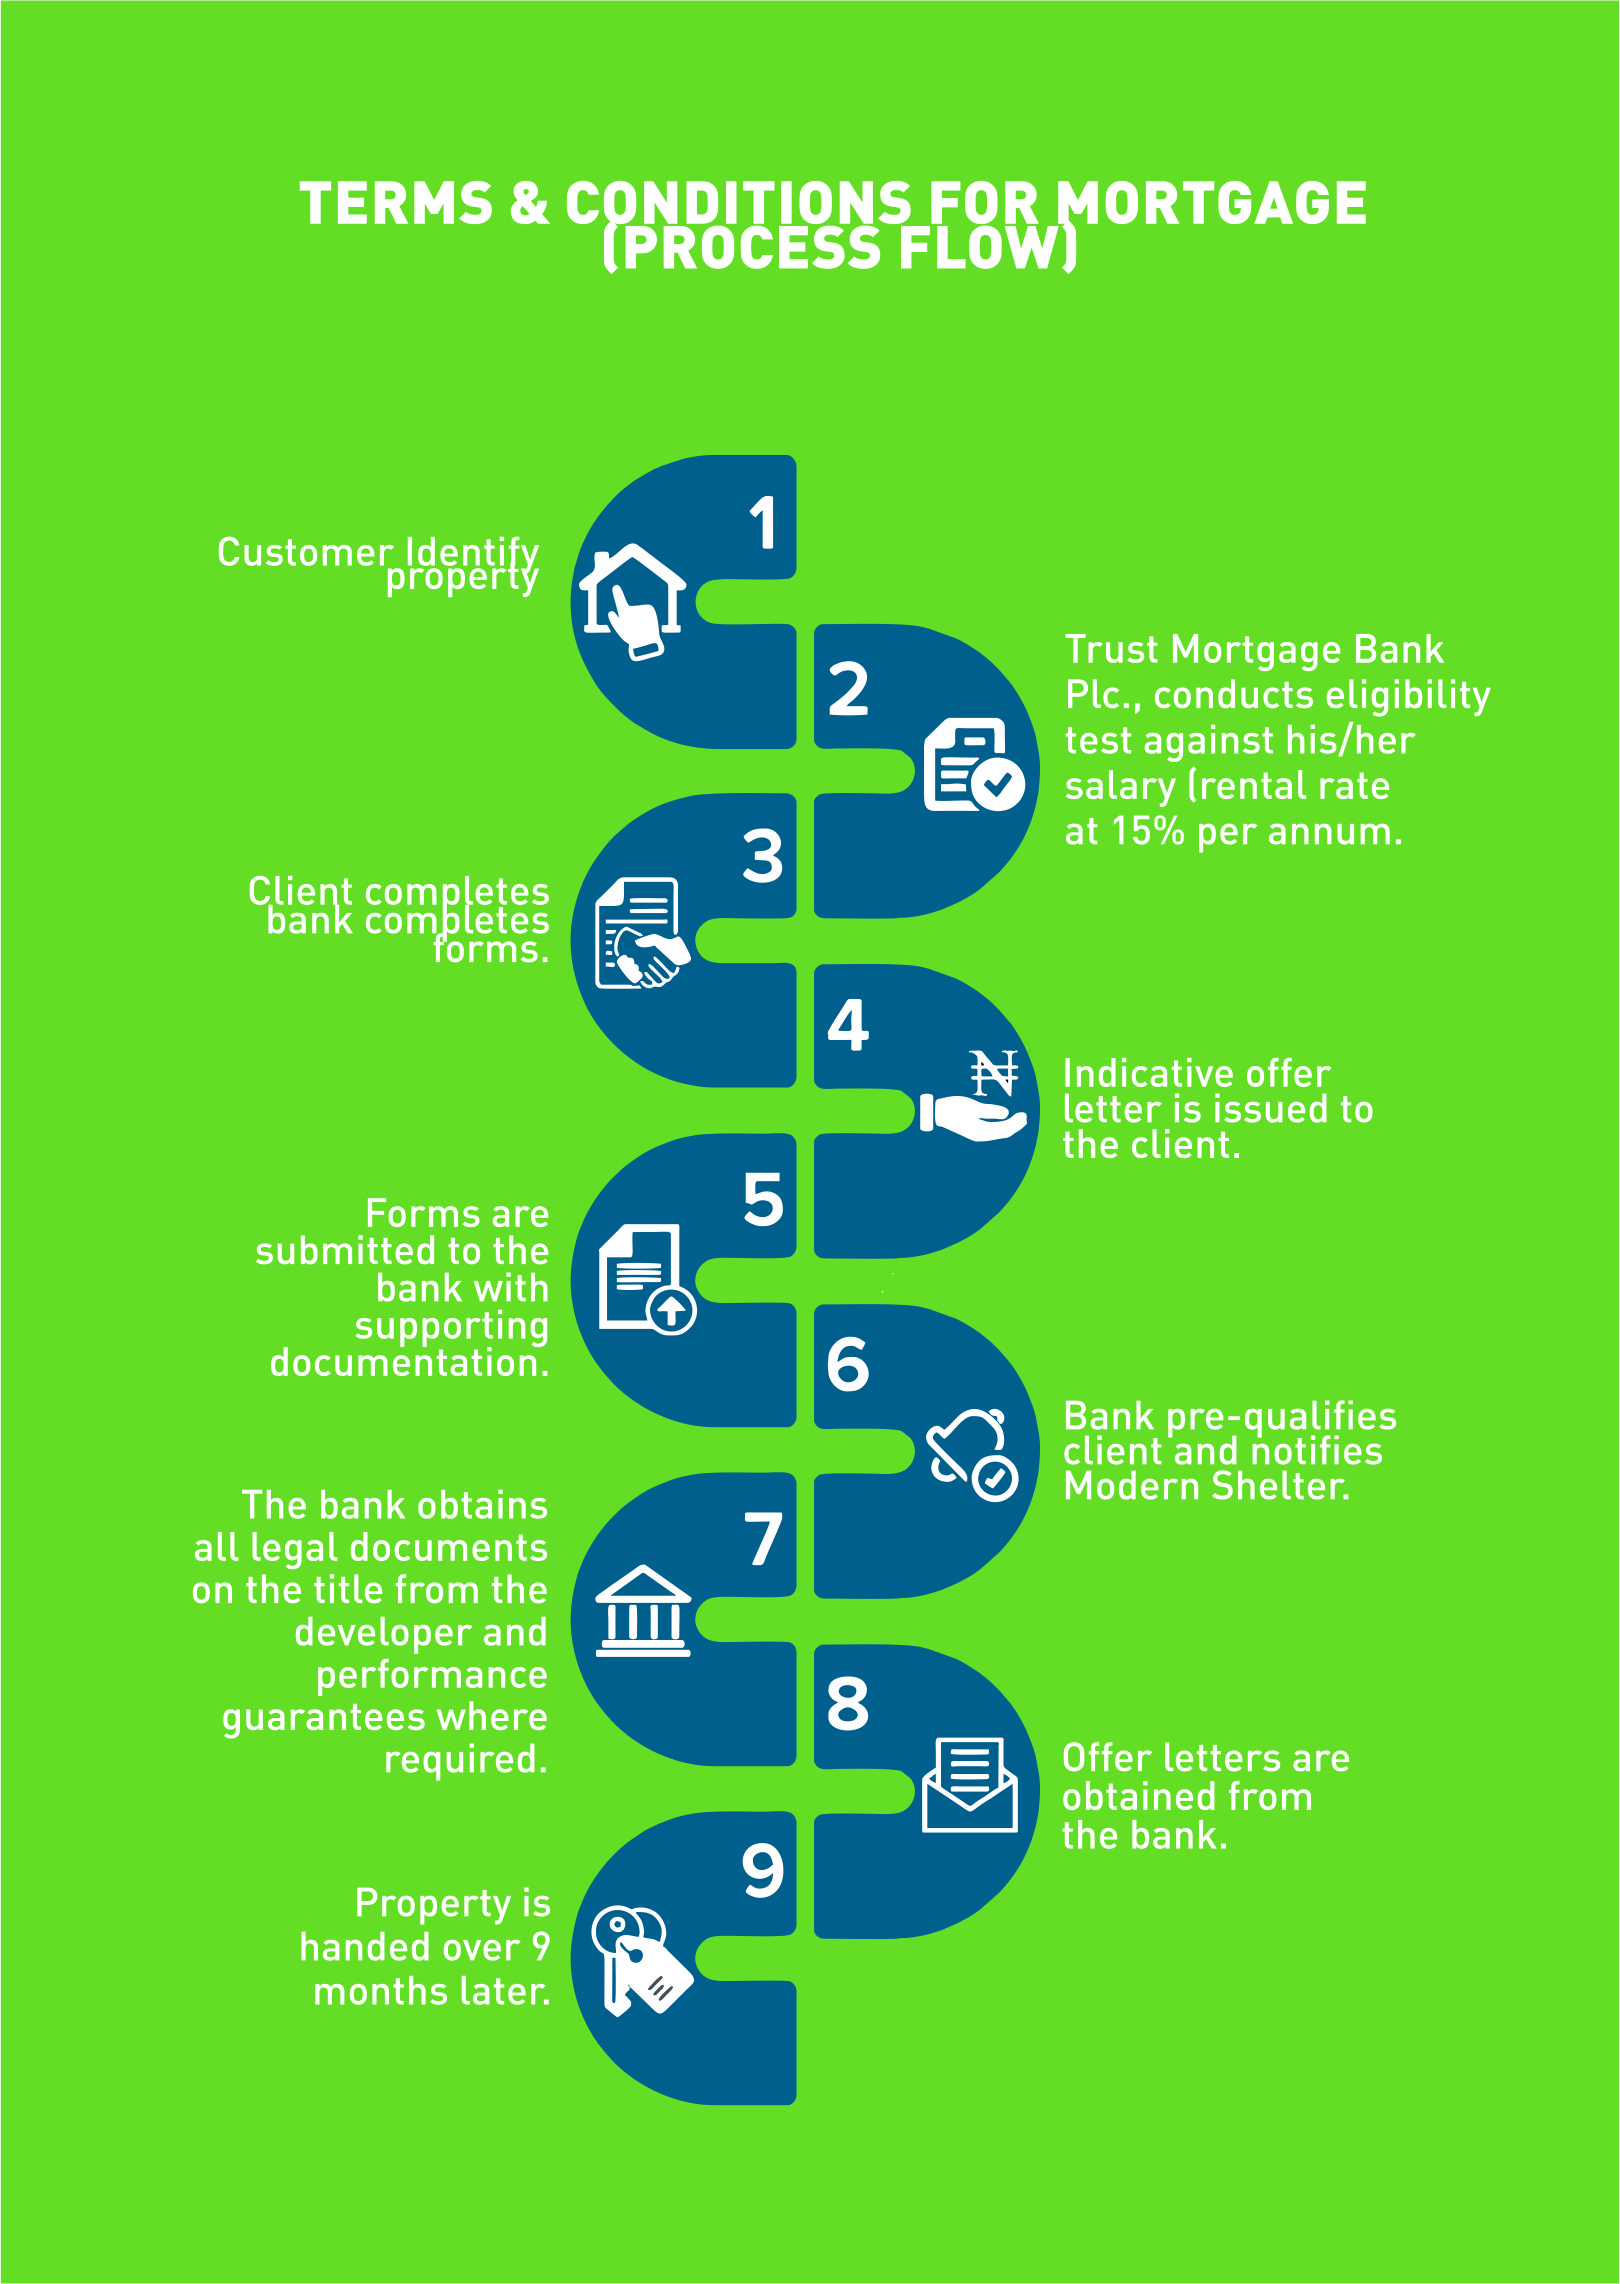 TERMS & CONDITIONS FOR MORTGAGE
(PROCESS FLOW)
1
Customer Identify
property
2
Trust Mortgage Bank
Plc., conducts eligibility
test against his/her
salary (rental rate
at 15% per annum.
3
Client completes
bank completes
forms.
4
₦
Indicative offer
letter is issued to
the client.
5
Forms are
submitted to the
bank with
supporting
documentation.
6
Bank pre-qualifies
client and notifies
Modern Shelter.
7
The bank obtains
all legal documents
on the title from the
developer and
performance
guarantees where
required.
8
Offer letters are
obtained from
the bank.
9
Property is
handed over 9
months later.